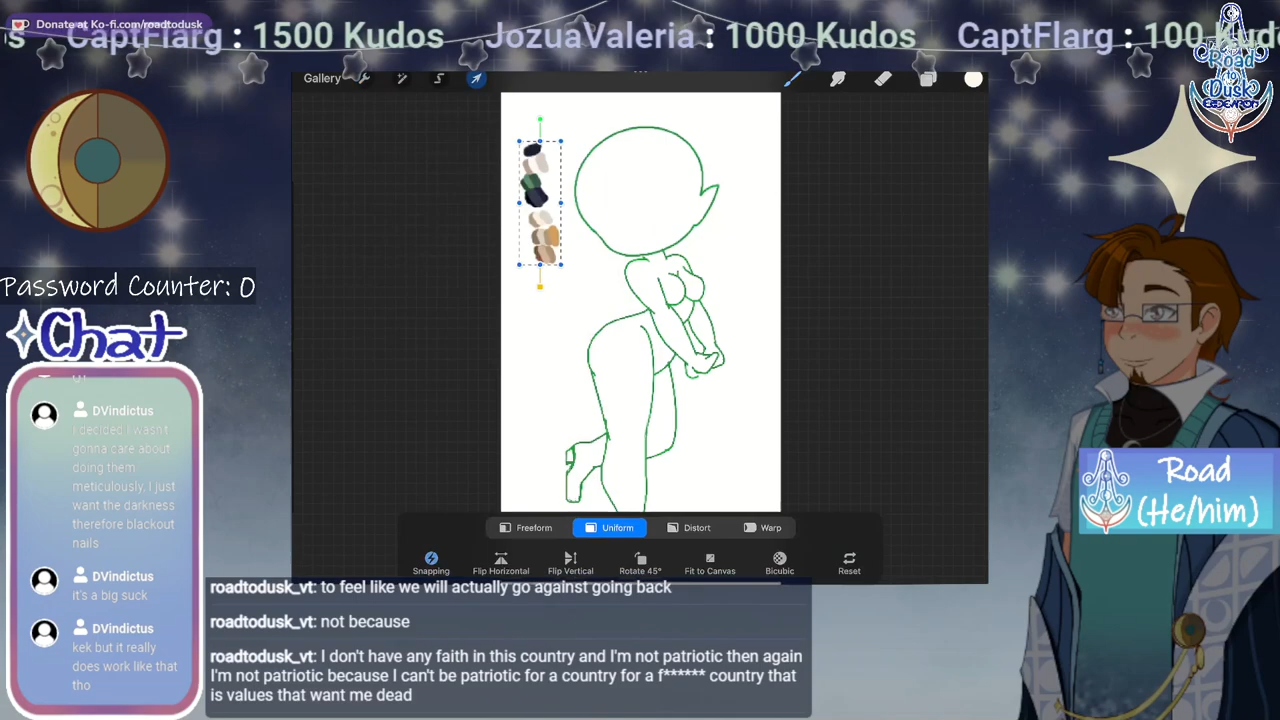 Donate at Ko-fi.com/roadtodusk
s CaptFlarg : 1500 Kudos JozuaValeria : 1000 Kudos CaptFlarg : 100 Kudo
Road to Dusk
Gallery
Password Counter: 0
Chat
DVindictus
i decided I wasn't
gonna care about
doing them
meticulously, I just
want the darkness
therefore blackout
nails
DVindictus
it's a big suck
DVindictus
kek but it really
does work like that
tho
Freeform Uniform Distort Warp
Snapping Flip Horizontal Flip Vertical Rotate 45° Fit to Canvas Bicubic Reset
roadtodusk_vt: to feel like we will actually go against going back
roadtodusk_vt: not because
roadtodusk_vt: I don't have any faith in this country and I'm not patriotic then again
I'm not patriotic because I can't be patriotic for a country for a f****** country that
is values that want me dead
Road
(He/him)